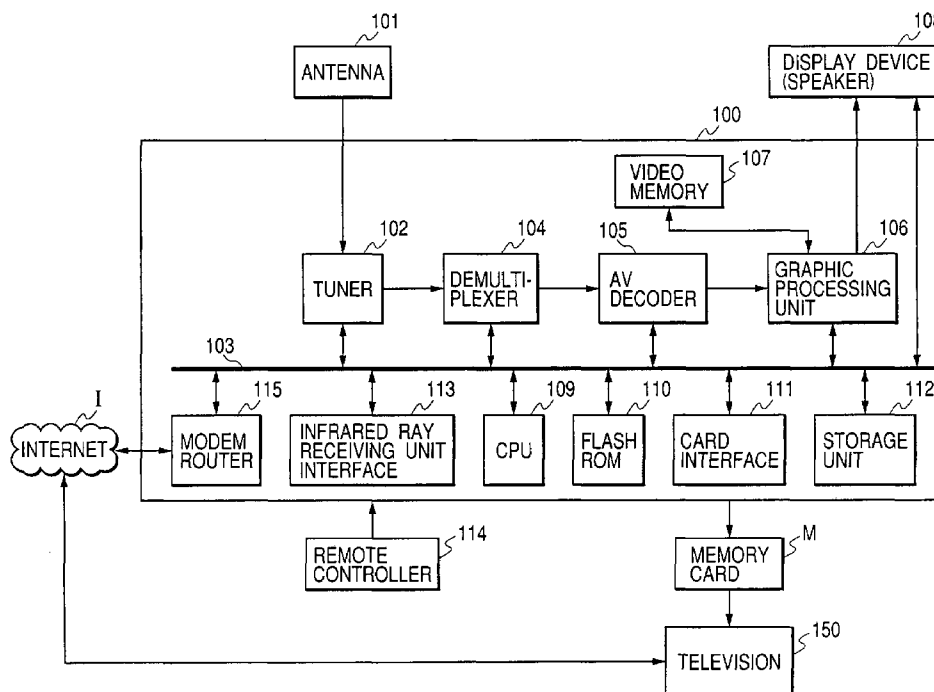 101
ANTENNA
108
DiSPLAY DEVICE
(SPEAKER)
100
VIDEO
MEMORY
107
102
TUNER
104
DEMULTI-
PLEXER
105
AV
DECODER
106
GRAPHIC
PROCESSING
UNIT
103
I
INTERNET
115
MODEM
ROUTER
113
INFRARED RAY
RECEIVING UNIT
INTERFACE
109
CPU
110
FLASH
ROM
111
CARD
INTERFACE
112
STORAGE
UNIT
REMOTE
CONTROLLER
114
M
MEMORY
CARD
150
TELEVISION